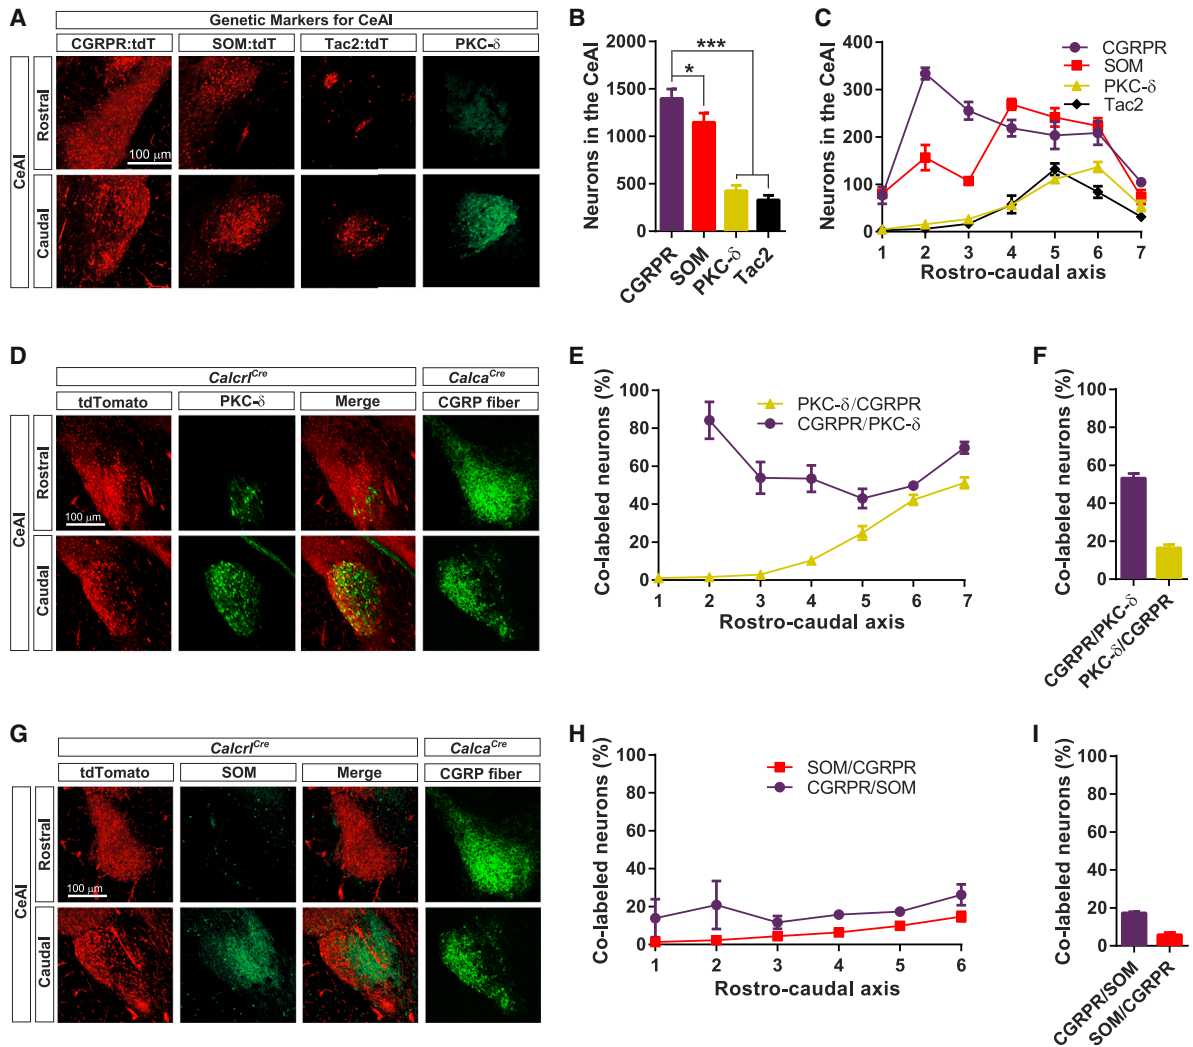 A
Genetic Markers for CeAl
CGRPR:tdT SOM:tdT Tac2:tdT PKC-δ
CeAl
Rostral
100 μm
Caudal
B
Neurons in the CeAl
2000
1500
1000
500
0
***
*
CGRPR
SOM
PKC-δ
Tac2
C
Neurons in the CeAl
400
300
200
100
0
CGRPR
SOM
PKC-δ
Tac2
1 2 3 4 5 6 7
Rostro-caudal axis
D
Calcrl^Cre Calca^Cre
tdTomato PKC-δ Merge CGRP fiber
CeAl
Rostral
100 μm
Caudal
E
Co-labeled neurons (%)
100
80
60
40
20
0
PKC-δ/CGRPR
CGRPR/PKC-δ
1 2 3 4 5 6 7
Rostro-caudal axis
F
Co-labeled neurons (%)
100
80
60
40
20
0
CGRPR/PKC-δ
PKC-δ/CGRPR
G
Calcrl^Cre Calca^Cre
tdTomato SOM Merge CGRP fiber
CeAl
Rostral
100 μm
Caudal
H
Co-labeled neurons (%)
100
80
60
40
20
0
SOM/CGRPR
CGRPR/SOM
1 2 3 4 5 6
Rostro-caudal axis
I
Co-labeled neurons (%)
100
80
60
40
20
0
CGRPR/SOM
SOM/CGRPR